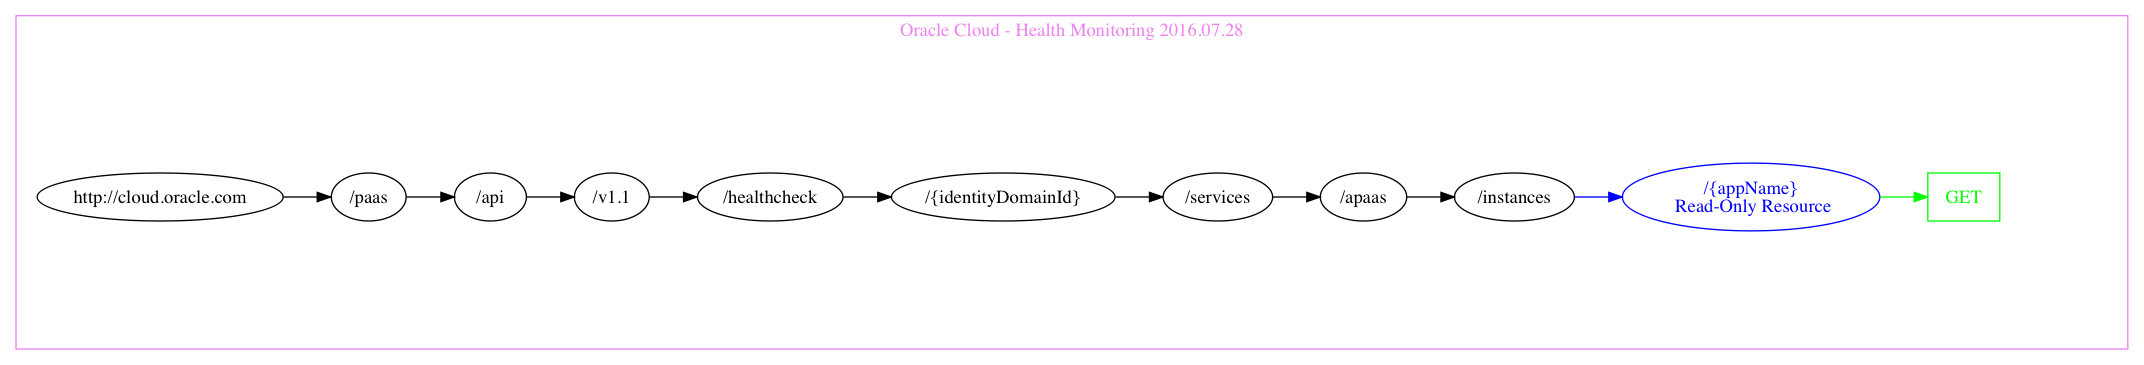 Oracle Cloud - Health Monitoring 2016.07.28
http://cloud.oracle.com
/paas
/api
/v1.1
/healthcheck
/{identityDomainId}
/services
/apaas
/instances
/{appName}
Read-Only Resource
GET